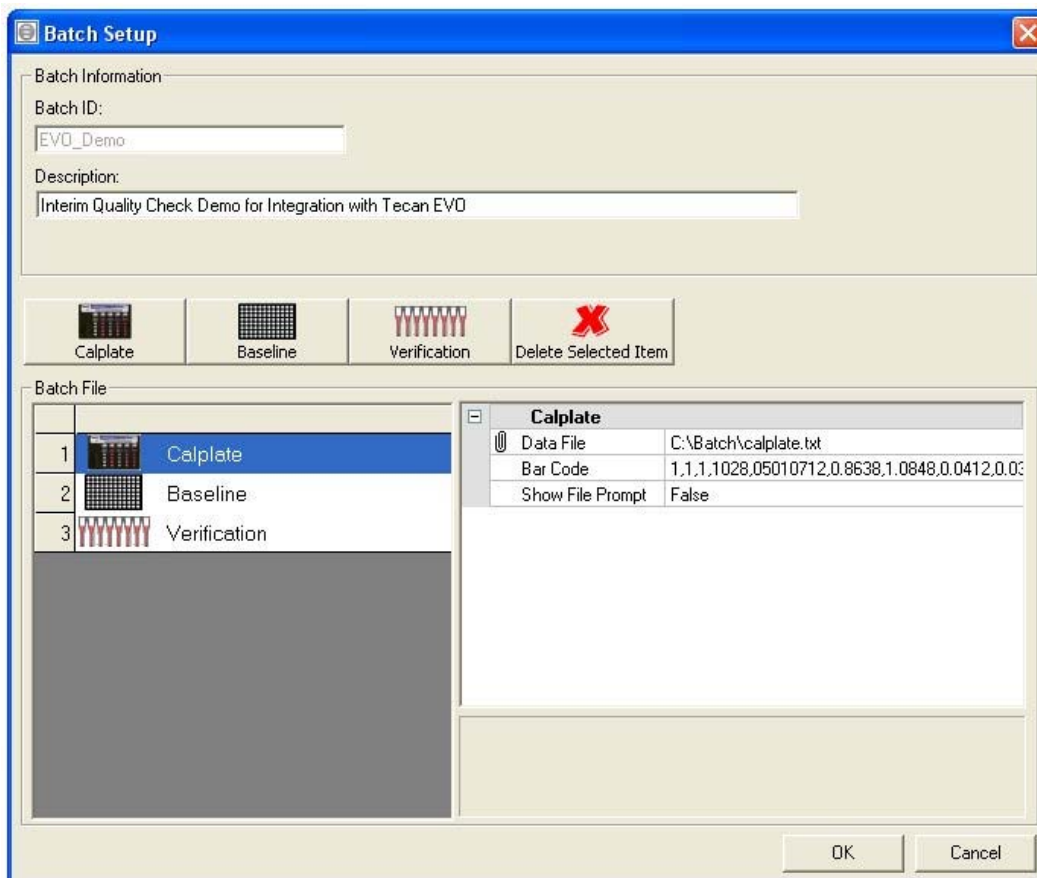 Batch Setup
Batch Information
Batch ID:
EVO_Demo
Description:
Interim Quality Check Demo for Integration with Tecan EVO
Calplate Baseline Verification Delete Selected Item
Batch File
Calplate
1 Calplate
2 Baseline
3 Verification
Data File C:\Batch\calplate.txt
Bar Code 1,1,1,1028,05010712,0.8638,1.0848,0.0412,0.03
Show File Prompt False
OK Cancel